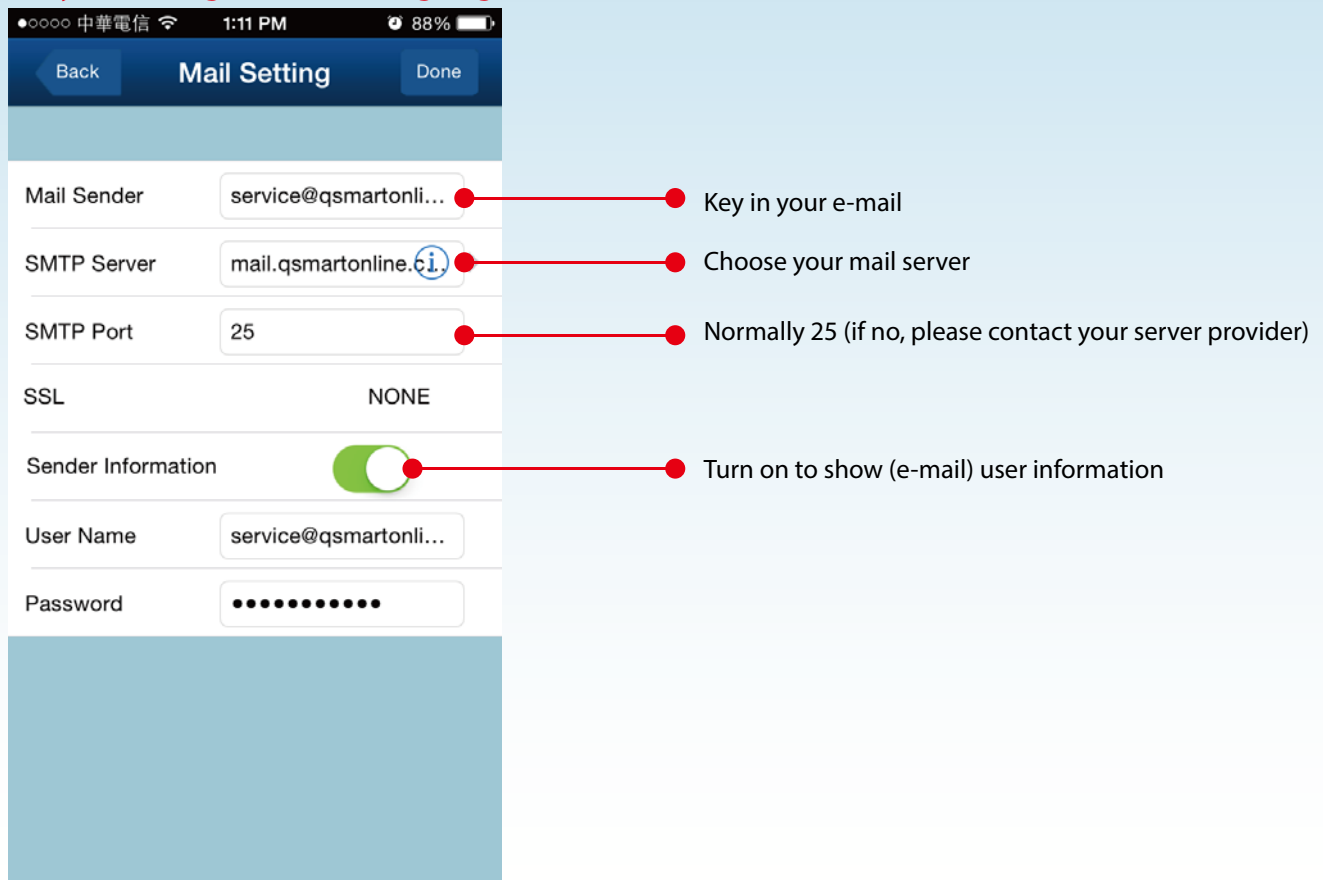 中華電信 1:11 PM 88%
Back Mail Setting Done
Mail Sender service@qsmartonli... Key in your e-mail
SMTP Server mail.qsmartonline.c... Choose your mail server
SMTP Port 25 Normally 25 (if no, please contact your server provider)
SSL NONE
Sender Information Turn on to show (e-mail) user information
User Name service@qsmartonli...
Password •••••••••••